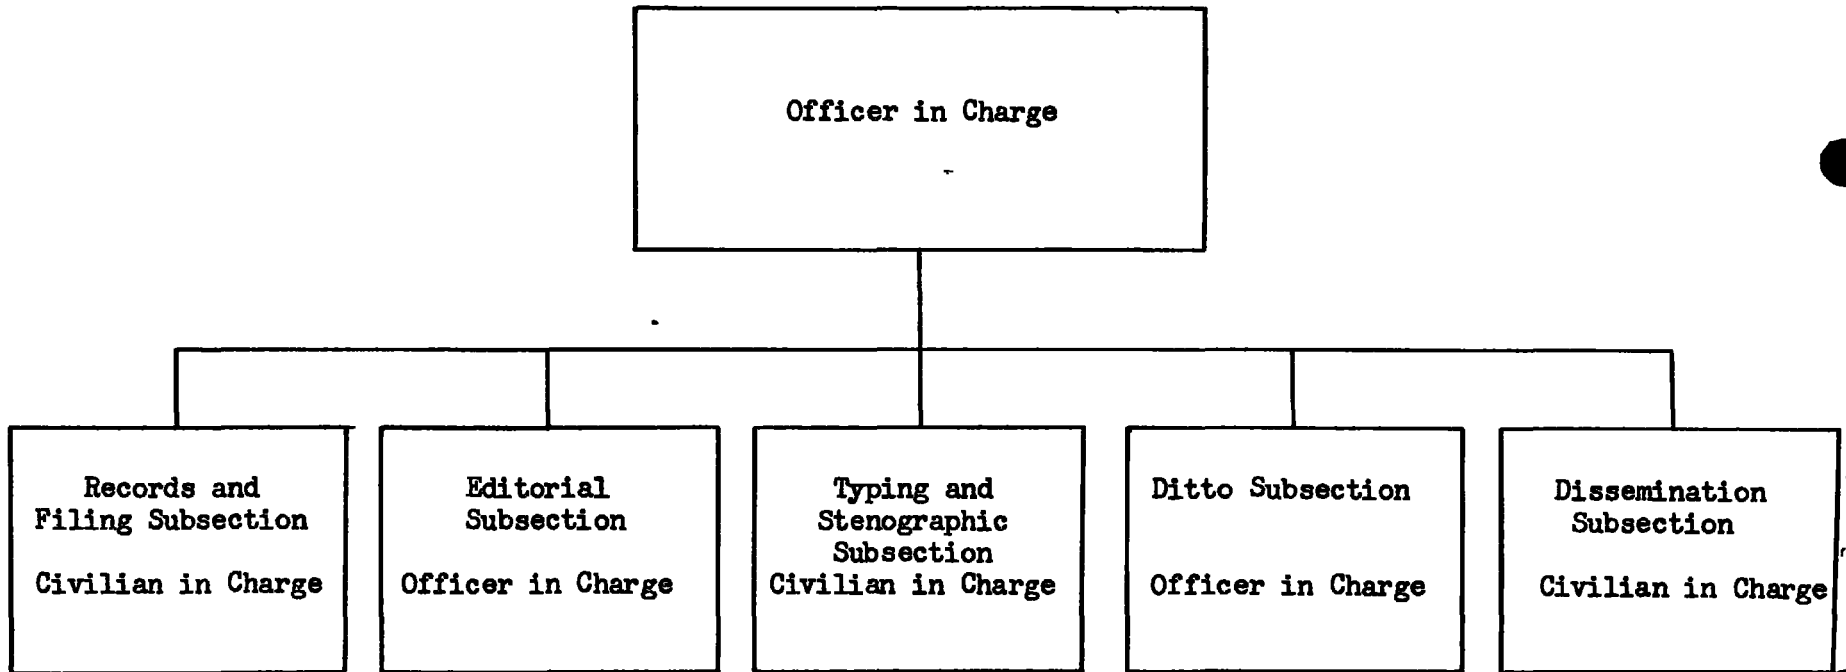 Officer in Charge
Records and
Filing Subsection
Civilian in Charge
Editorial
Subsection
Officer in Charge
Typing and
Stenographic
Subsection
Civilian in Charge
Ditto Subsection
Officer in Charge
Dissemination
Subsection
Civilian in Charge